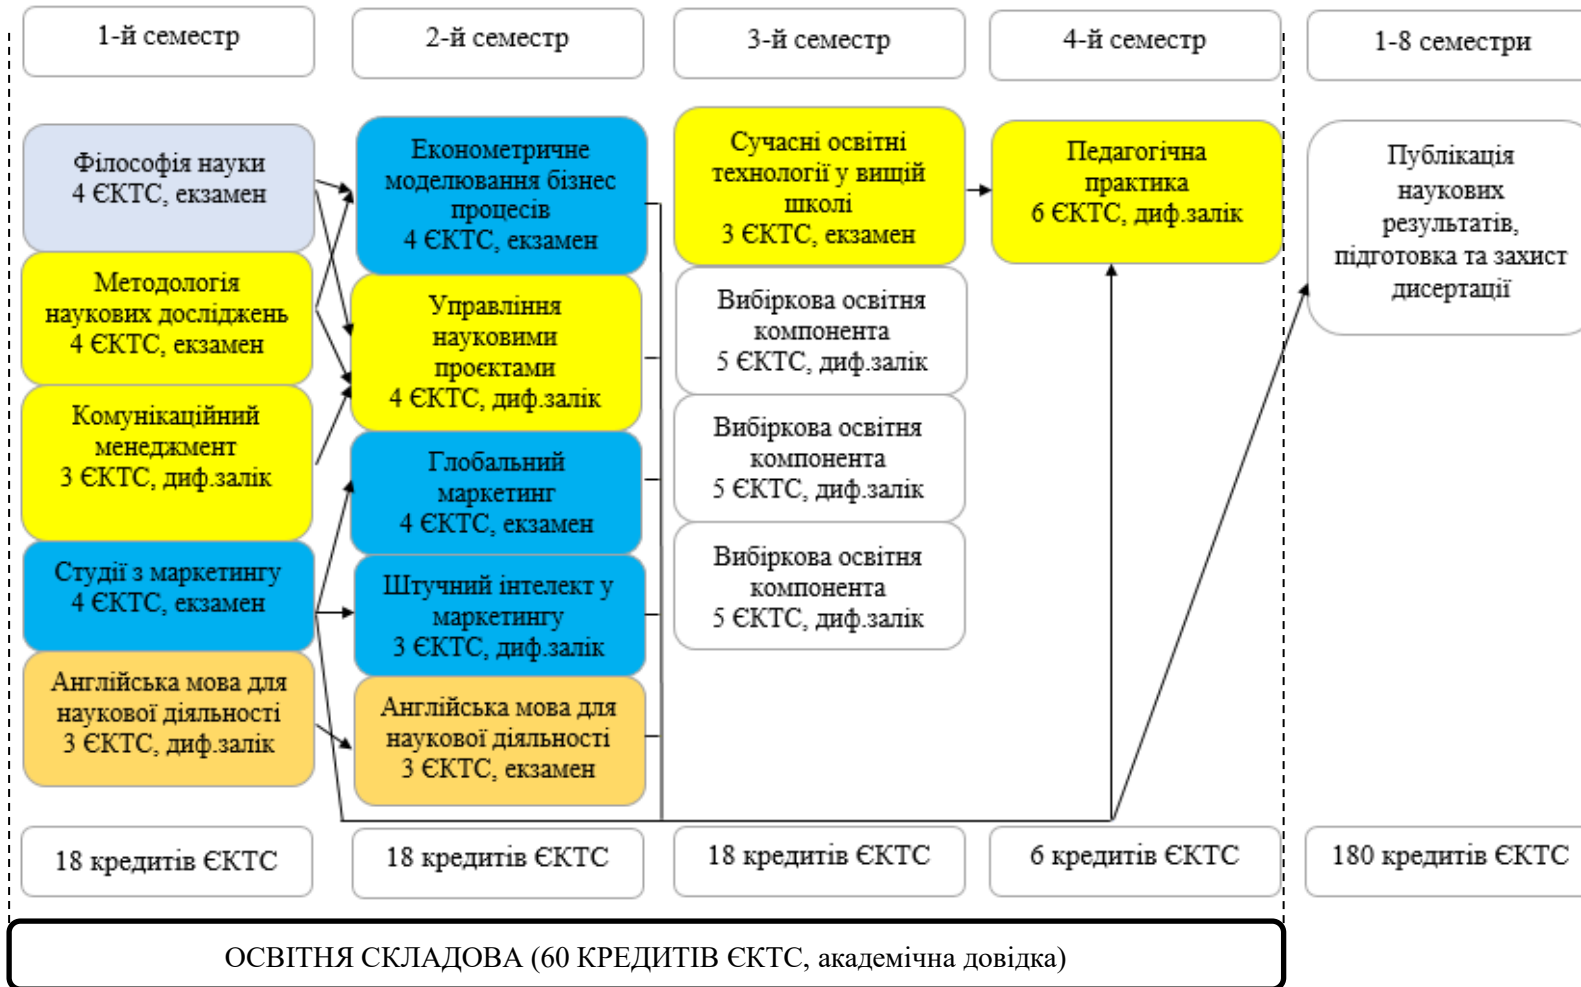 1-й семестр
2-й семестр
3-й семестр
4-й семестр
1-8 семестри
Філософія науки
4 ЄКТС, екзамен
Методологія
наукових досліджень
4 ЄКТС, екзамен
Комунікаційний
менеджмент
3 ЄКТС, диф.залік
Студії з маркетингу
4 ЄКТС, екзамен
Англійська мова для
наукової діяльності
3 ЄКТС, диф.залік
Економетричне
моделювання бізнес
процесів
4 ЄКТС, екзамен
Управління
науковими
проєктами
4 ЄКТС, диф.залік
Глобальний
маркетинг
4 ЄКТС, екзамен
Штучний інтелект у
маркетингу
3 ЄКТС, диф.залік
Англійська мова для
наукової діяльності
3 ЄКТС, екзамен
Сучасні освітні
технології у вищій
школі
3 ЄКТС, екзамен
Вибіркова освітня
компонента
5 ЄКТС, диф.залік
Вибіркова освітня
компонента
5 ЄКТС, диф.залік
Вибіркова освітня
компонента
5 ЄКТС, диф.залік
Педагогічна
практика
6 ЄКТС, диф.залік
Публікація
наукових
результатів,
підготовка та захист
дисертації
18 кредитів ЄКТС
18 кредитів ЄКТС
18 кредитів ЄКТС
6 кредитів ЄКТС
180 кредитів ЄКТС
ОСВІТНЯ СКЛАДОВА (60 КРЕДИТІВ ЄКТС, академічна довідка)